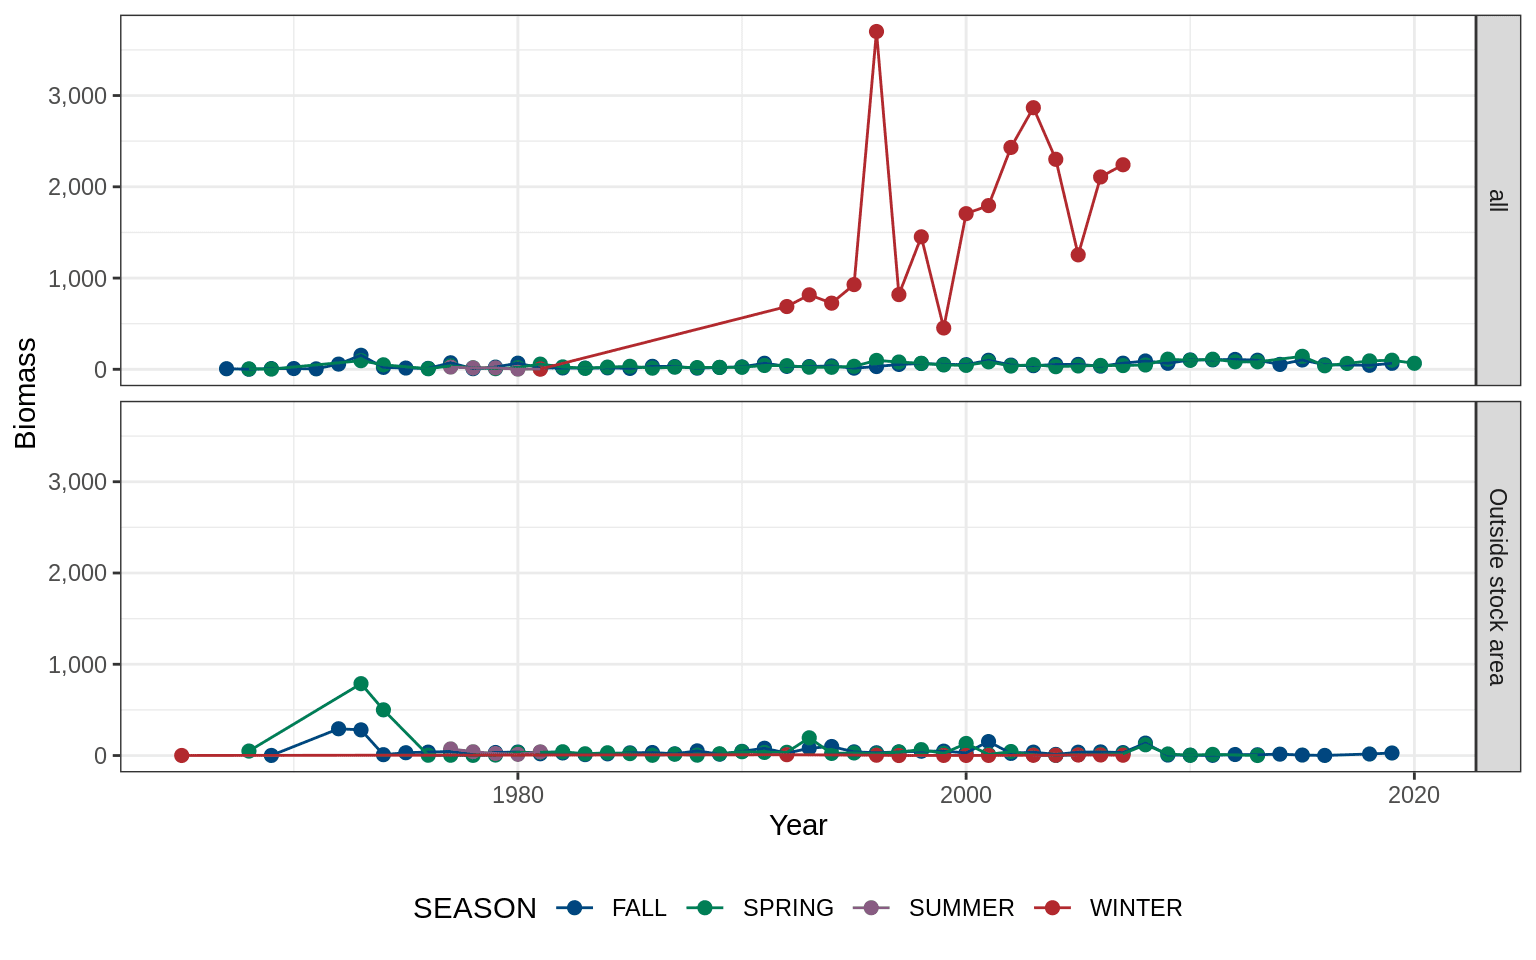 3,000
2,000
1,000
0
all
Biomass
3,000
2,000
1,000
0
Outside stock area
1980 2000 2020
Year
SEASON FALL SPRING SUMMER WINTER